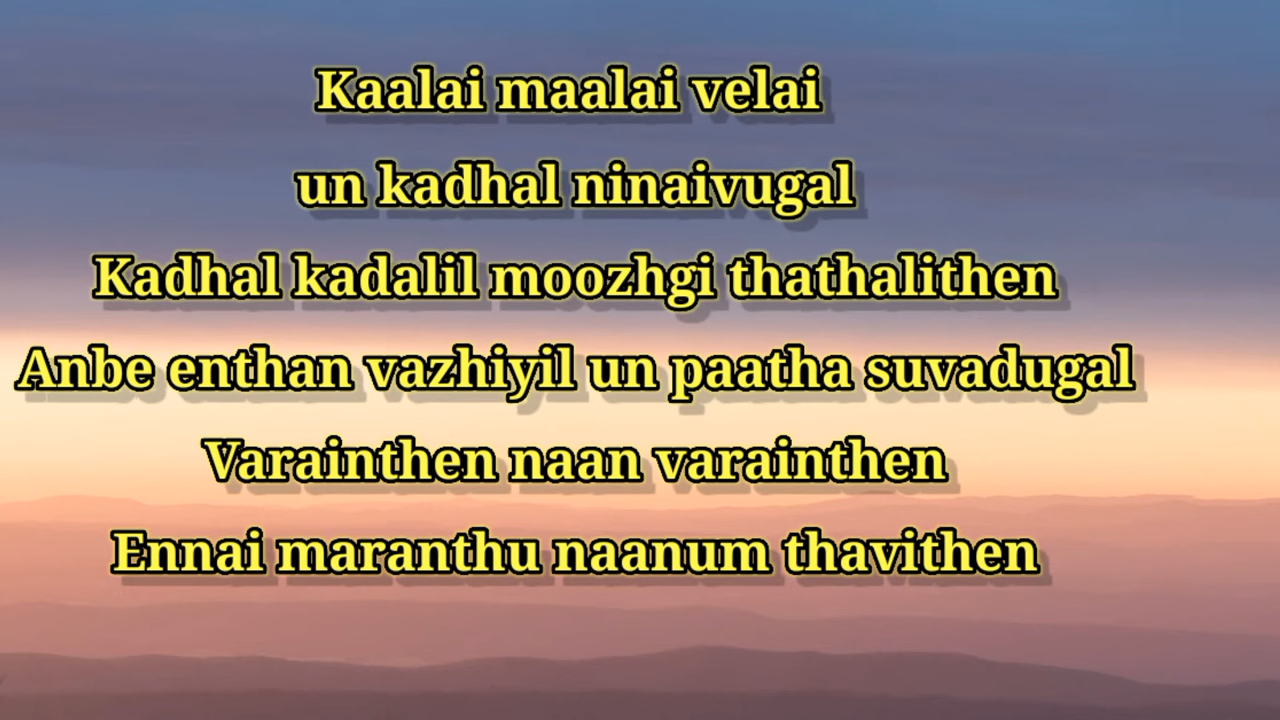 Kaalai maalai velai
un kadhal ninaivugal
Kadhal kadalil moozhgi thathalithen
Anbe enthan vazhiyil un paatha suvadugal
Varainthen naan varainthen
Ennai maranthu naanum thavithen